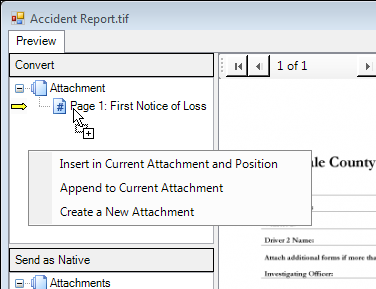 Accident Report.tif
Preview
Convert
1 of 1
Attachment
# Page 1: First Notice of Loss
Insert in Current Attachment and Position
Append to Current Attachment
Create a New Attachment
County
Driver 2 Name:
Attach additional forms if more
Investigating Officer:
Send as Native
Attachments